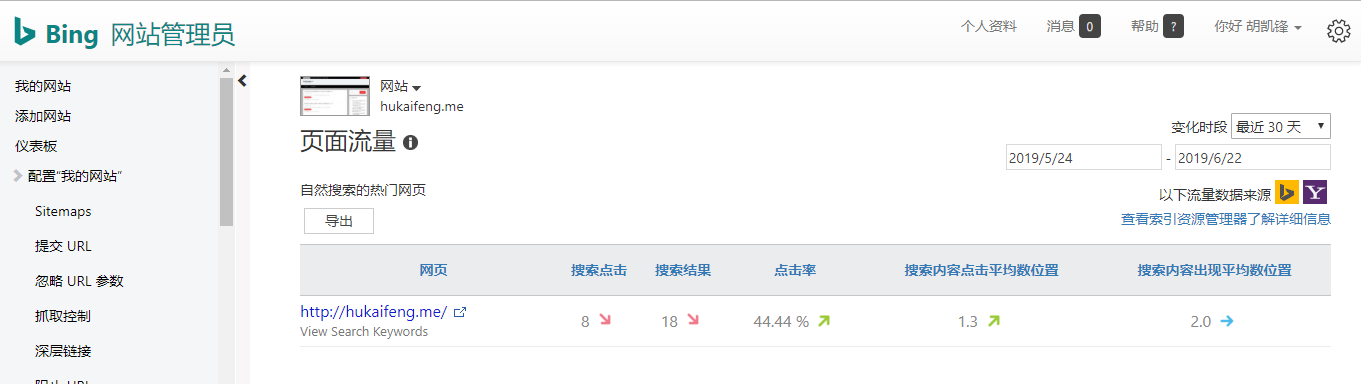 Bing 网站管理员
个人资料 消息 0 帮助 ? 你好 胡凯锋
我的网站
添加网站
仪表板
配置“我的网站”
Sitemaps
提交 URL
忽略 URL 参数
抓取控制
深层链接
网站
hukaifeng.me
页面流量
变化时段 最近 30 天
2019/5/24 - 2019/6/22
自然搜索的热门网页
以下流量数据来源
导出
查看索引资源管理器了解详细信息
网页 搜索点击 搜索结果 点击率 搜索内容点击平均数位置 搜索内容出现平均数位置
http://hukaifeng.me/ 8 18 44.44 % 1.3 2.0
View Search Keywords